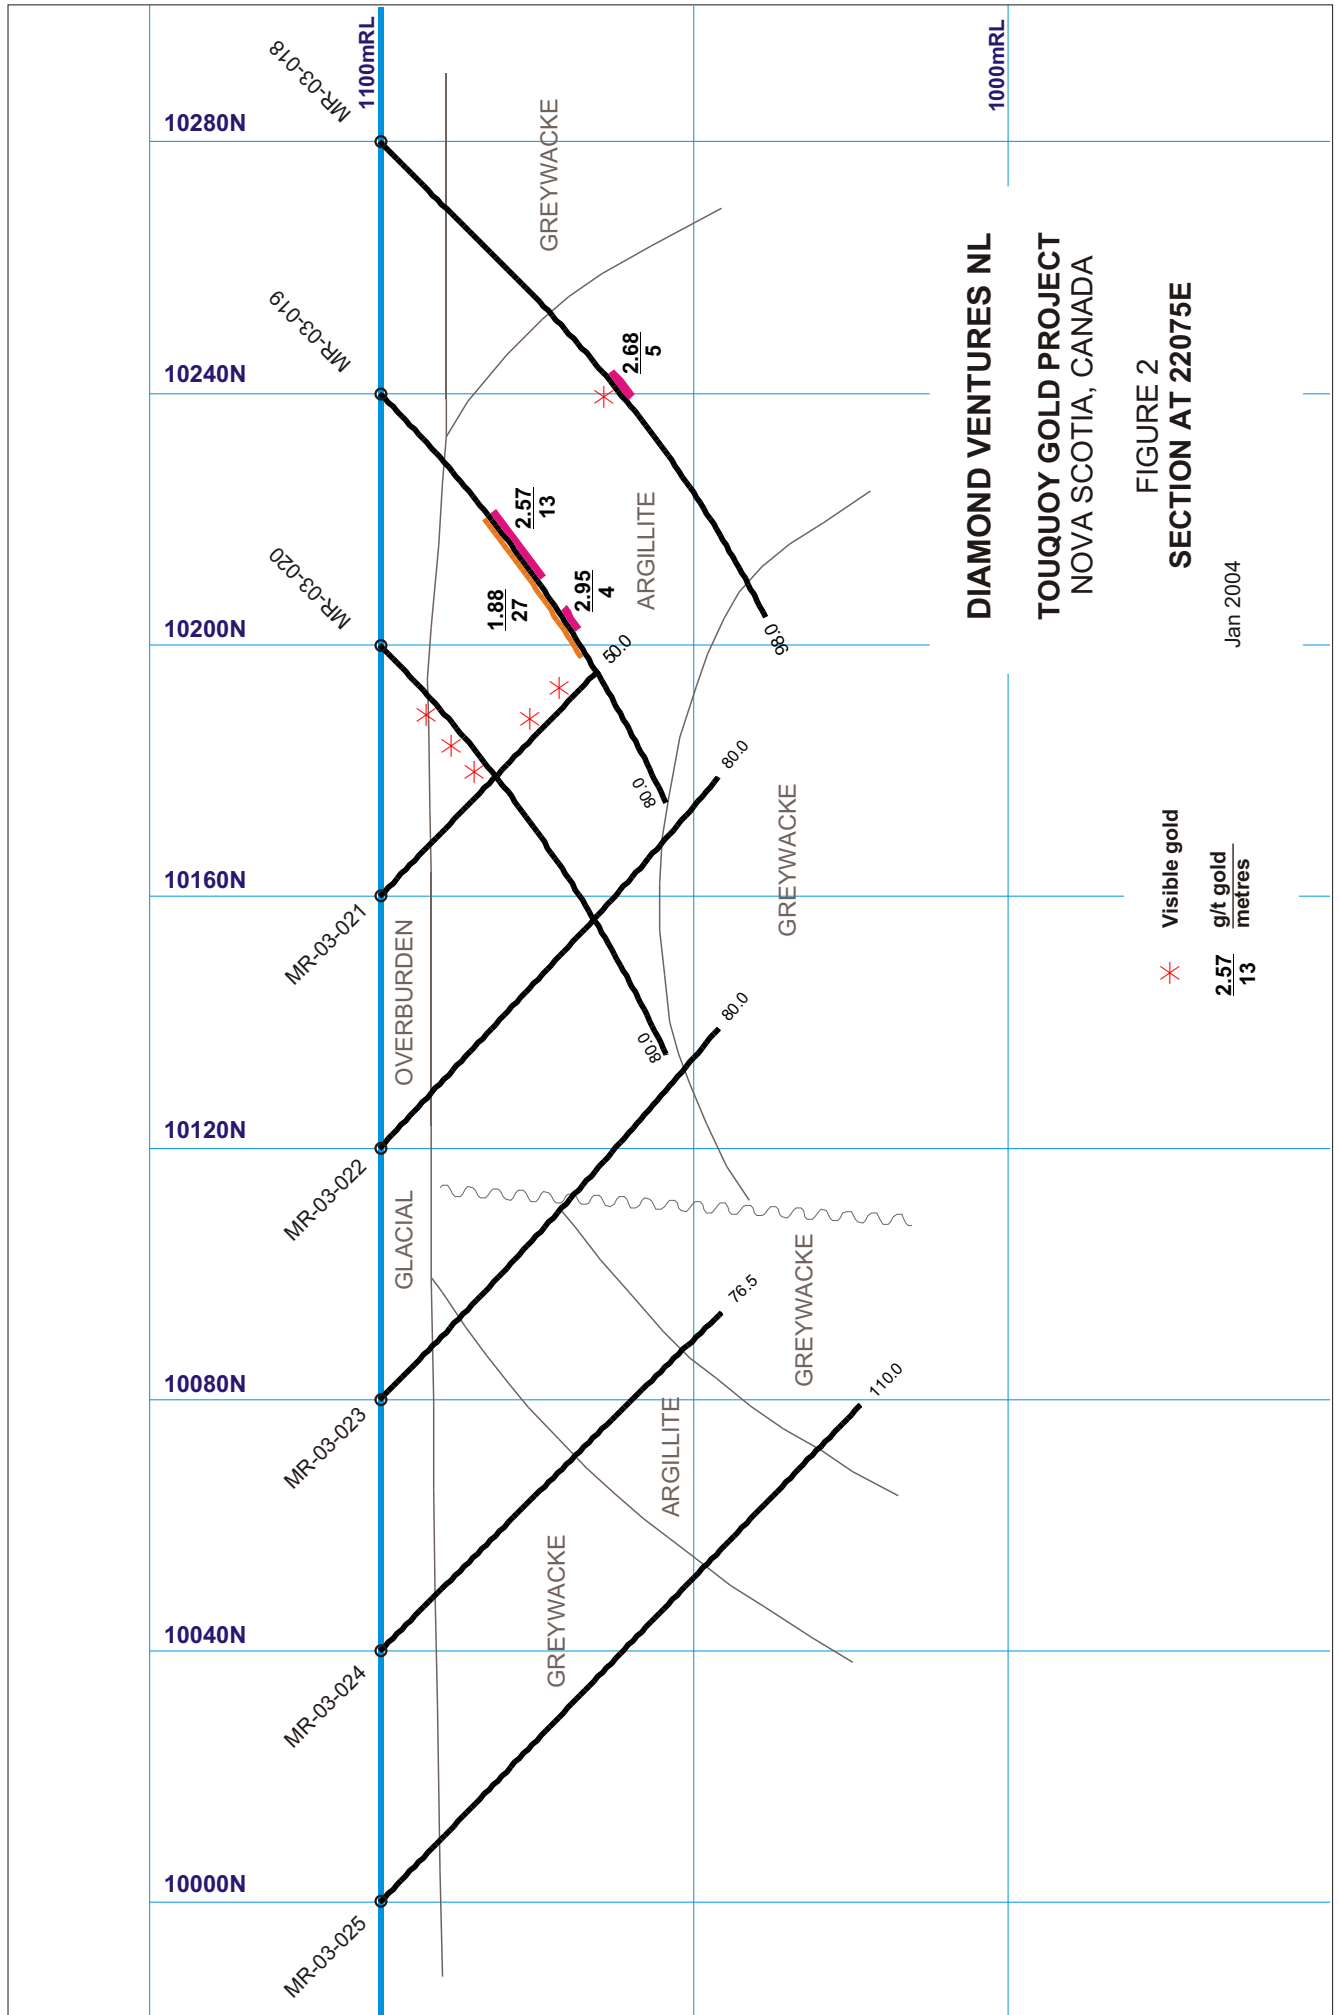 MR-03-025
MR-03-024
MR-03-023
MR-03-022
MR-03-021
MR-03-020
MR-03-019
MR-03-018
10000N
10040N
10080N
10120N
10160N
10200N
10240N
10280N
1100mRL
GLACIAL
OVERBURDEN
GREYWACKE
ARGILLITE
GREYWACKE
GREYWACKE
ARGILLITE
GREYWACKE
110.0
76.5
80.0
80.0
80.0
80.0
50.0
98.0
1.88
27
2.57
13
2.95
4
2.68
5
1000mRL
DIAMOND VENTURES NL
TOUQUOY GOLD PROJECT
NOVA SCOTIA, CANADA
FIGURE 2
SECTION AT 22075E
Jan 2004
Visible gold
2.57 g/t gold
13 metres